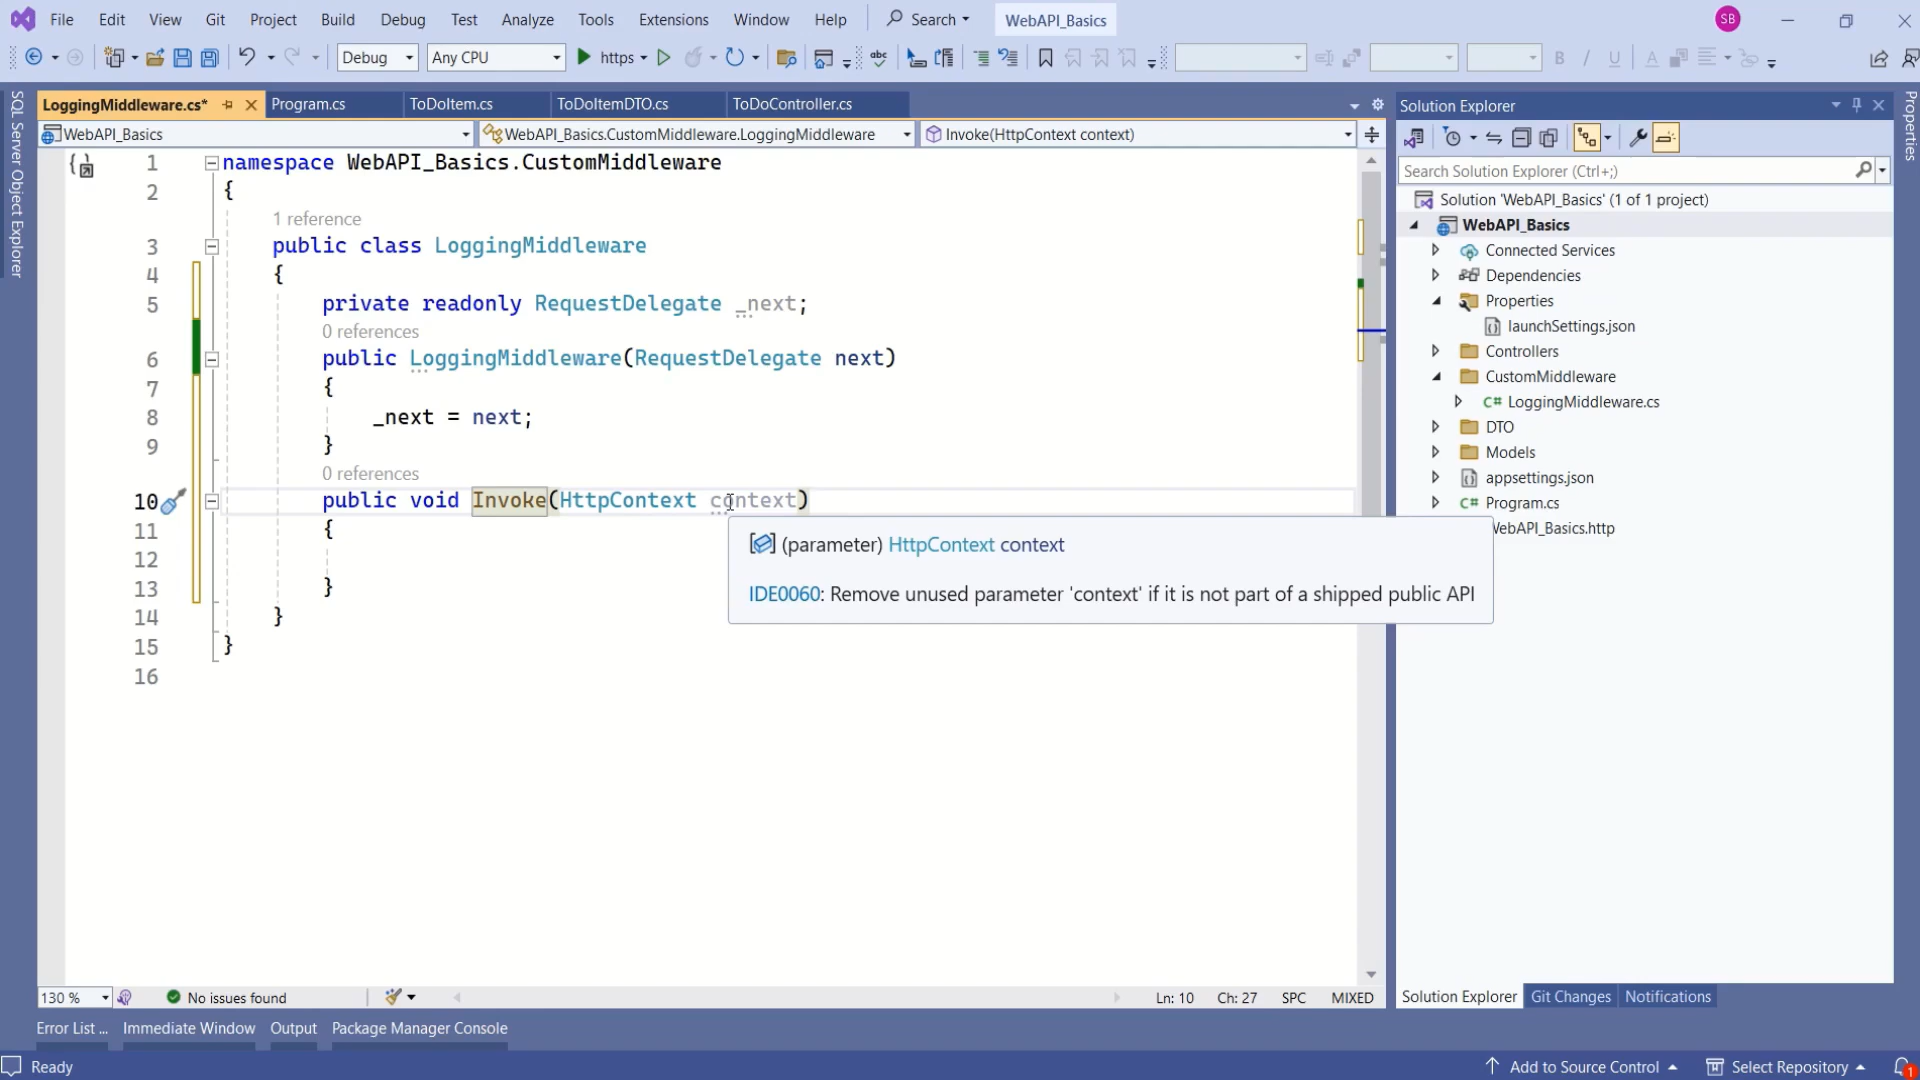 File Edit View Git Project Build Debug Test Analyze Tools Extensions Window Help Search WebAPI_Basics SB
Debug Any CPU https
SQL Server Object Explorer
LoggingMiddleware.cs* Program.cs ToDoItem.cs ToDoItemDTO.cs ToDoController.cs
WebAPI_Basics WebAPI_Basics.CustomMiddleware.LoggingMiddleware Invoke(HttpContext context)
1 namespace WebAPI_Basics.CustomMiddleware
2 {
1 reference
3 public class LoggingMiddleware
4 {
5 private readonly RequestDelegate _next;
0 references
6 public LoggingMiddleware(RequestDelegate next)
7 {
8 _next = next;
9 }
0 references
10 public void Invoke(HttpContext context)
11 {
12
13 }
14 }
15 }
16
(parameter) HttpContext context
IDE0060: Remove unused parameter 'context' if it is not part of a shipped public API
130 % No issues found Ln: 10 Ch: 27 SPC MIXED
Solution Explorer
Search Solution Explorer (Ctrl+;)
Solution 'WebAPI_Basics' (1 of 1 project)
WebAPI_Basics
Connected Services
Dependencies
Properties
launchSettings.json
Controllers
CustomMiddleware
C# LoggingMiddleware.cs
DTO
Models
appsettings.json
C# Program.cs
WebAPI_Basics.http
Solution Explorer Git Changes Notifications
Properties
Error List ... Immediate Window Output Package Manager Console
Ready Add to Source Control Select Repository 1